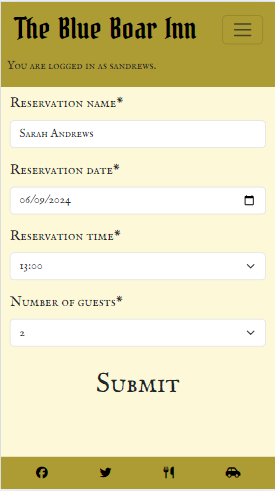 The Blue Boar Inn
You are logged in as sandrews.
Reservation name*
Sarah Andrews
Reservation date*
06/09/2024
Reservation time*
13:00
Number of guests*
2
Submit